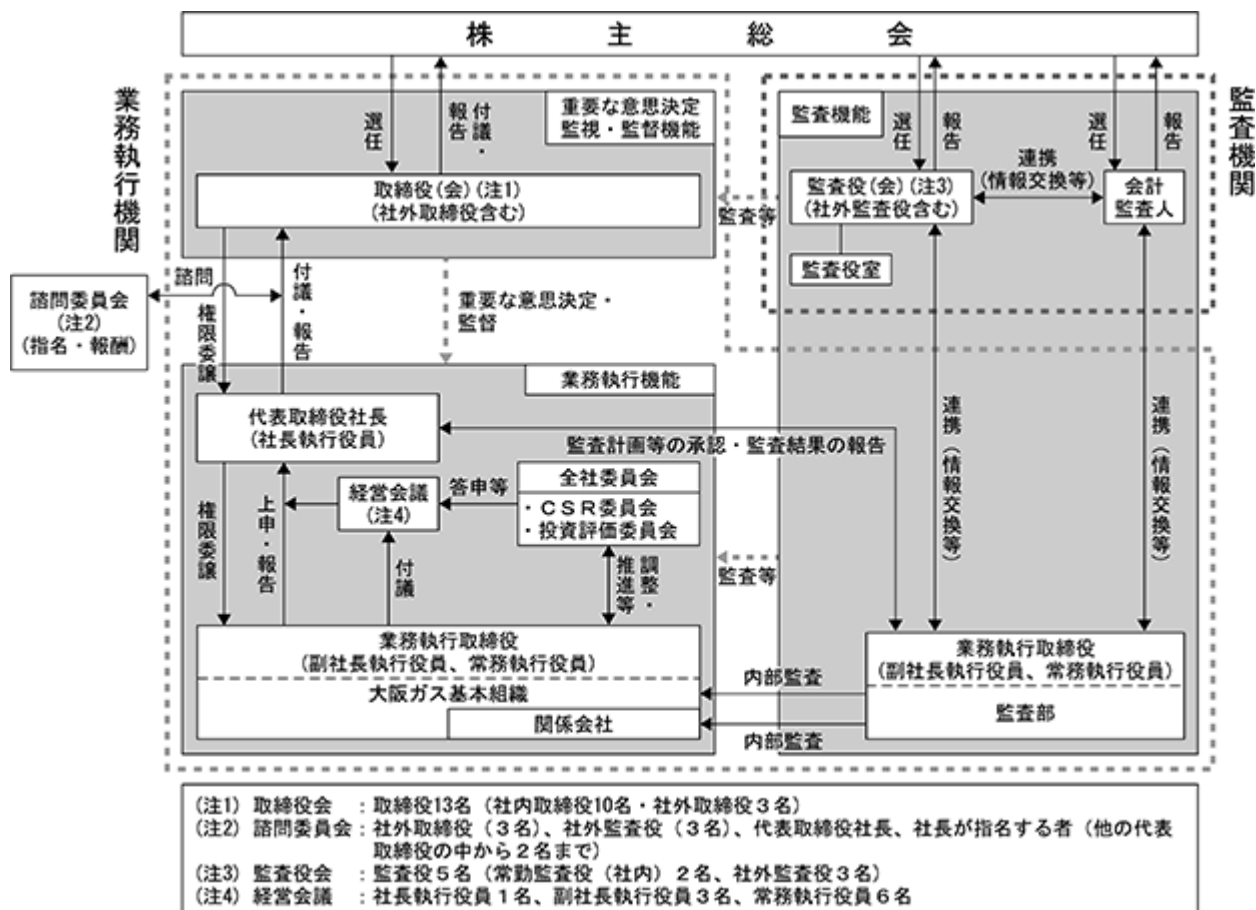 株主総会
業務執行機関
監査機関
重要な意思決定
監視・監督機能
選任
付議・
報告
取締役(会)(注1)
(社外取締役含む)
監査機能
選任
報告
選任
報告
連携
(情報交換等)
監査役(会)(注3)
(社外監査役含む)
会計
監査人
監査役室
監査等
諮問
諮問委員会
(注2)
(指名・報酬)
権限委譲
付議・報告
重要な意思決定・
監督
業務執行機能
代表取締役社長
(社長執行役員)
監査計画等の承認・監査結果の報告
連携(情報交換等)
連携(情報交換等)
全社委員会
・CSR委員会
・投資評価委員会
答申等
経営会議
(注4)
権限委譲
上申・報告
付議
調整・
推進等
監査等
業務執行取締役
(副社長執行役員、常務執行役員)
大阪ガス基本組織
関係会社
内部監査
内部監査
業務執行取締役
(副社長執行役員、常務執行役員)
監査部
(注1) 取締役会 :取締役13名(社内取締役10名・社外取締役3名)
(注2) 諮問委員会:社外取締役(3名)、社外監査役(3名)、代表取締役社長、社長が指名する者(他の代表
取締役の中から2名まで)
(注3) 監査役会 :監査役5名(常勤監査役(社内)2名、社外監査役3名)
(注4) 経営会議 :社長執行役員1名、副社長執行役員3名、常務執行役員6名